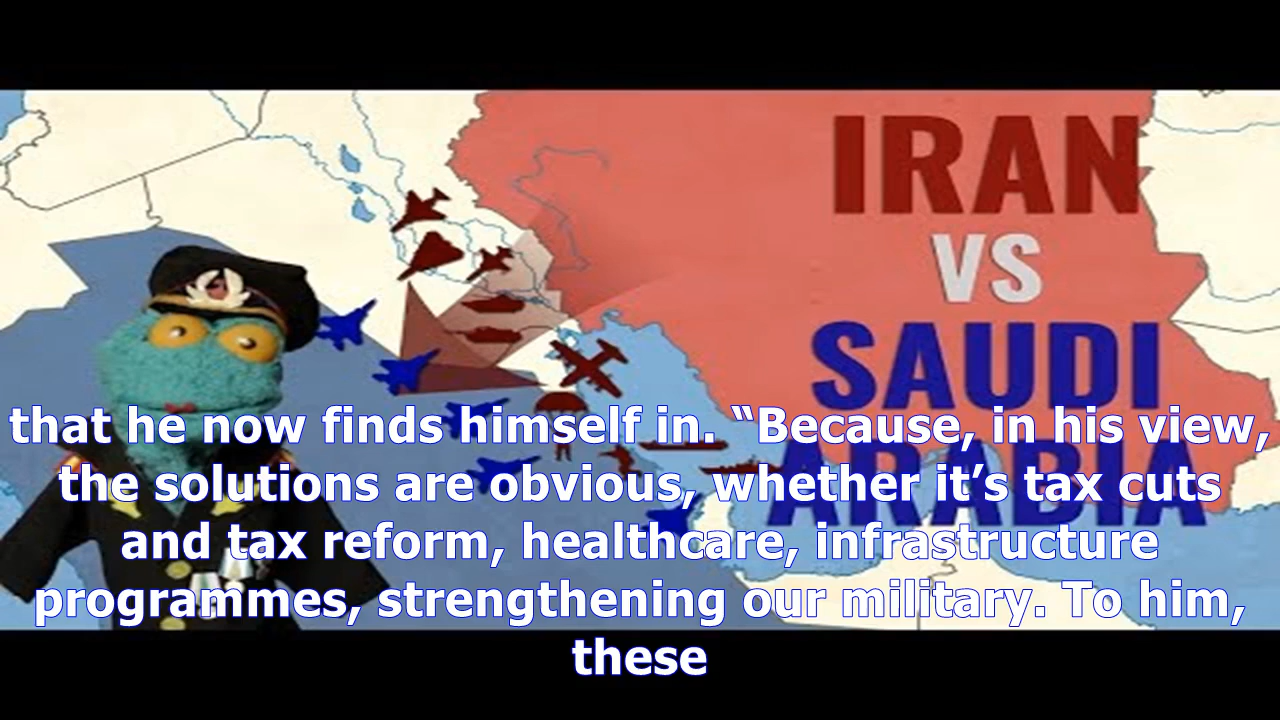 IRAN
VS
SAUDI
ARABIA
that he now finds himself in. “Because, in his view,
the solutions are obvious, whether it’s tax cuts
and tax reform, healthcare, infrastructure
programmes, strengthening our military. To him,
these